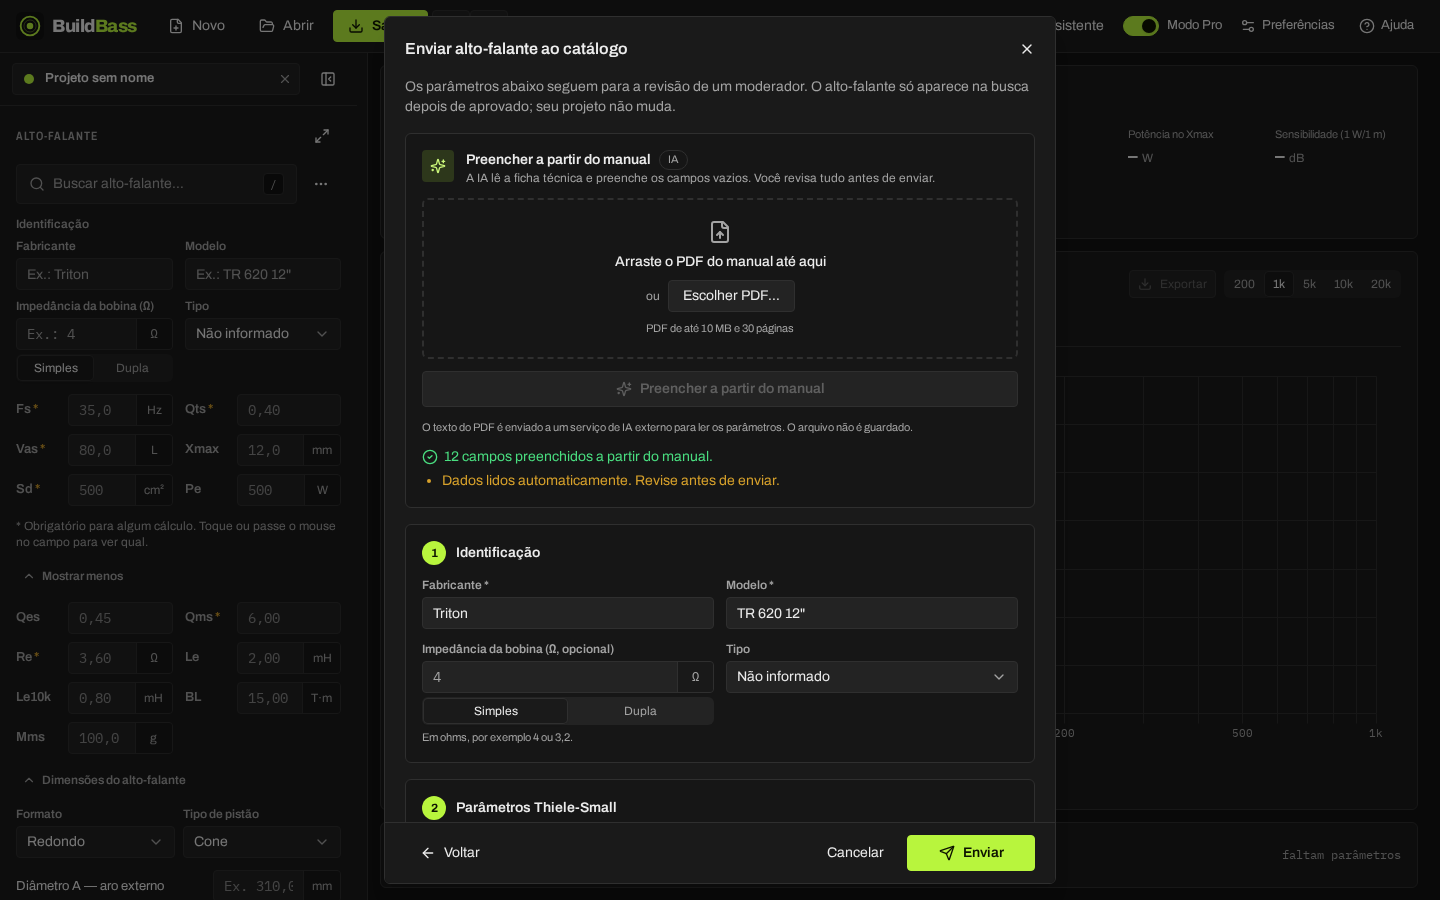 BuildBass
Novo
Abrir
Modo Pro
Preferências
Ajuda
Projeto sem nome
ALTO-FALANTE
Buscar alto-falante...
/
Identificação
Fabricante
Modelo
Ex.: Triton
Ex.: TR 620 12"
Impedância da bobina (Ω)
Tipo
Ex.: 4
Ω
Não informado
Simples
Dupla
Fs*
35,0
Hz
Qts*
0,40
Vas*
80,0
L
Xmax
12,0
mm
Sd*
500
cm²
Pe
500
W
* Obrigatório para algum cálculo. Toque ou passe o mouse
no campo para ver qual.
Mostrar menos
Qes
0,45
Qms*
6,00
Re*
3,60
Ω
Le
2,00
mH
Le10k
0,80
mH
BL
15,00
T·m
Mms
100,0
g
Dimensões do alto-falante
Formato
Tipo de pistão
Redondo
Cone
Diâmetro A — aro externo
Ex. 310,0
mm
Enviar alto-falante ao catálogo
Os parâmetros abaixo seguem para a revisão de um moderador. O alto-falante só aparece na busca
depois de aprovado; seu projeto não muda.
Preencher a partir do manual
IA
A IA lê a ficha técnica e preenche os campos vazios. Você revisa tudo antes de enviar.
Arraste o PDF do manual até aqui
ou
Escolher PDF...
PDF de até 10 MB e 30 páginas
Preencher a partir do manual
O texto do PDF é enviado a um serviço de IA externo para ler os parâmetros. O arquivo não é guardado.
12 campos preenchidos a partir do manual.
• Dados lidos automaticamente. Revise antes de enviar.
1
Identificação
Fabricante *
Modelo *
Triton
TR 620 12"
Impedância da bobina (Ω, opcional)
Tipo
4
Ω
Não informado
Simples
Dupla
Em ohms, por exemplo 4 ou 3,2.
2
Parâmetros Thiele-Small
Voltar
Cancelar
Enviar
Potência no Xmax
Sensibilidade (1 W/1 m)
— W
— dB
Exportar
200
1k
5k
10k
20k
200
500
1k
faltam parâmetros